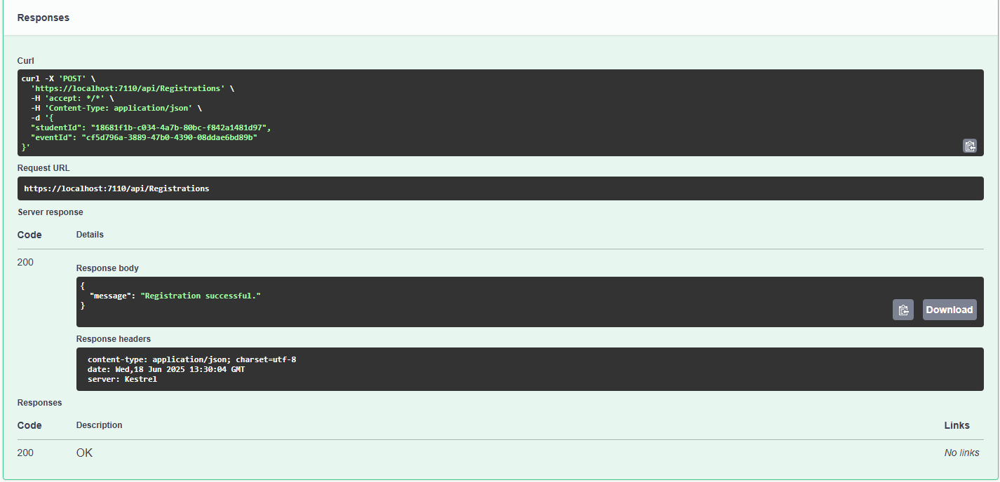 Responses
Curl
curl -X 'POST' \
  'https://localhost:7110/api/Registrations' \
  -H 'accept: */*' \
  -H 'Content-Type: application/json' \
  -d '{
  "studentId": "18681f1b-c034-4a7b-80bc-f842a1481d97",
  "eventId": "cf5d796a-3889-47b0-4390-08ddae6bd89b"
}'
Request URL
https://localhost:7110/api/Registrations
Server response
Code Details
200
Response body
{
  "message": "Registration successful."
}
Download
Response headers
content-type: application/json; charset=utf-8
date: Wed,18 Jun 2025 13:30:04 GMT
server: Kestrel
Responses
Code Description Links
200 OK No links